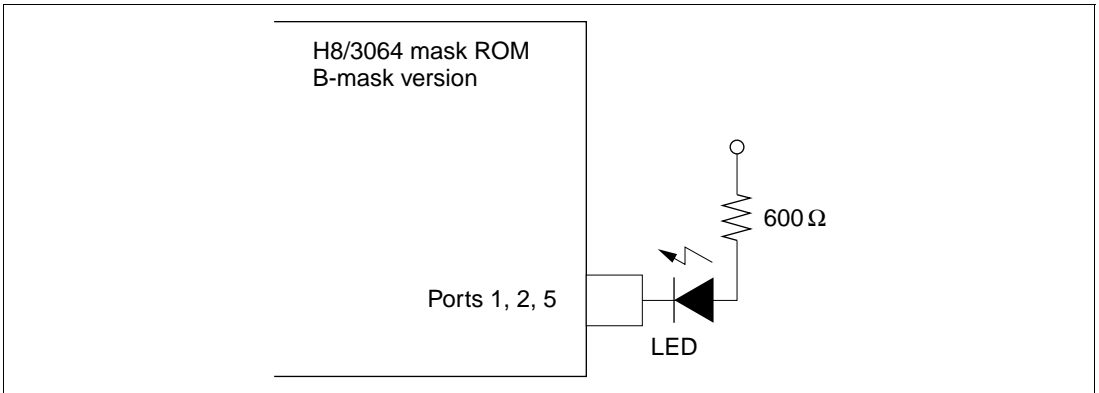 H8/3064 mask ROM
B-mask version
600 Ω
Ports 1, 2, 5
LED